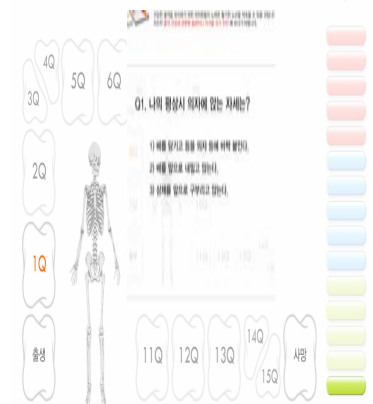 4Q
5Q
6Q
3Q
Q1. 나의 평상시 의자에 앉는 자세는?
1) 배를 당기고 등을 의자 등에 바짝 붙인다.
2) 배를 앞으로 내밀고 앉는다.
3) 상체를 앞으로 구부리고 앉는다.
2Q
1Q
출생
11Q
12Q
13Q
14Q
15Q
사망